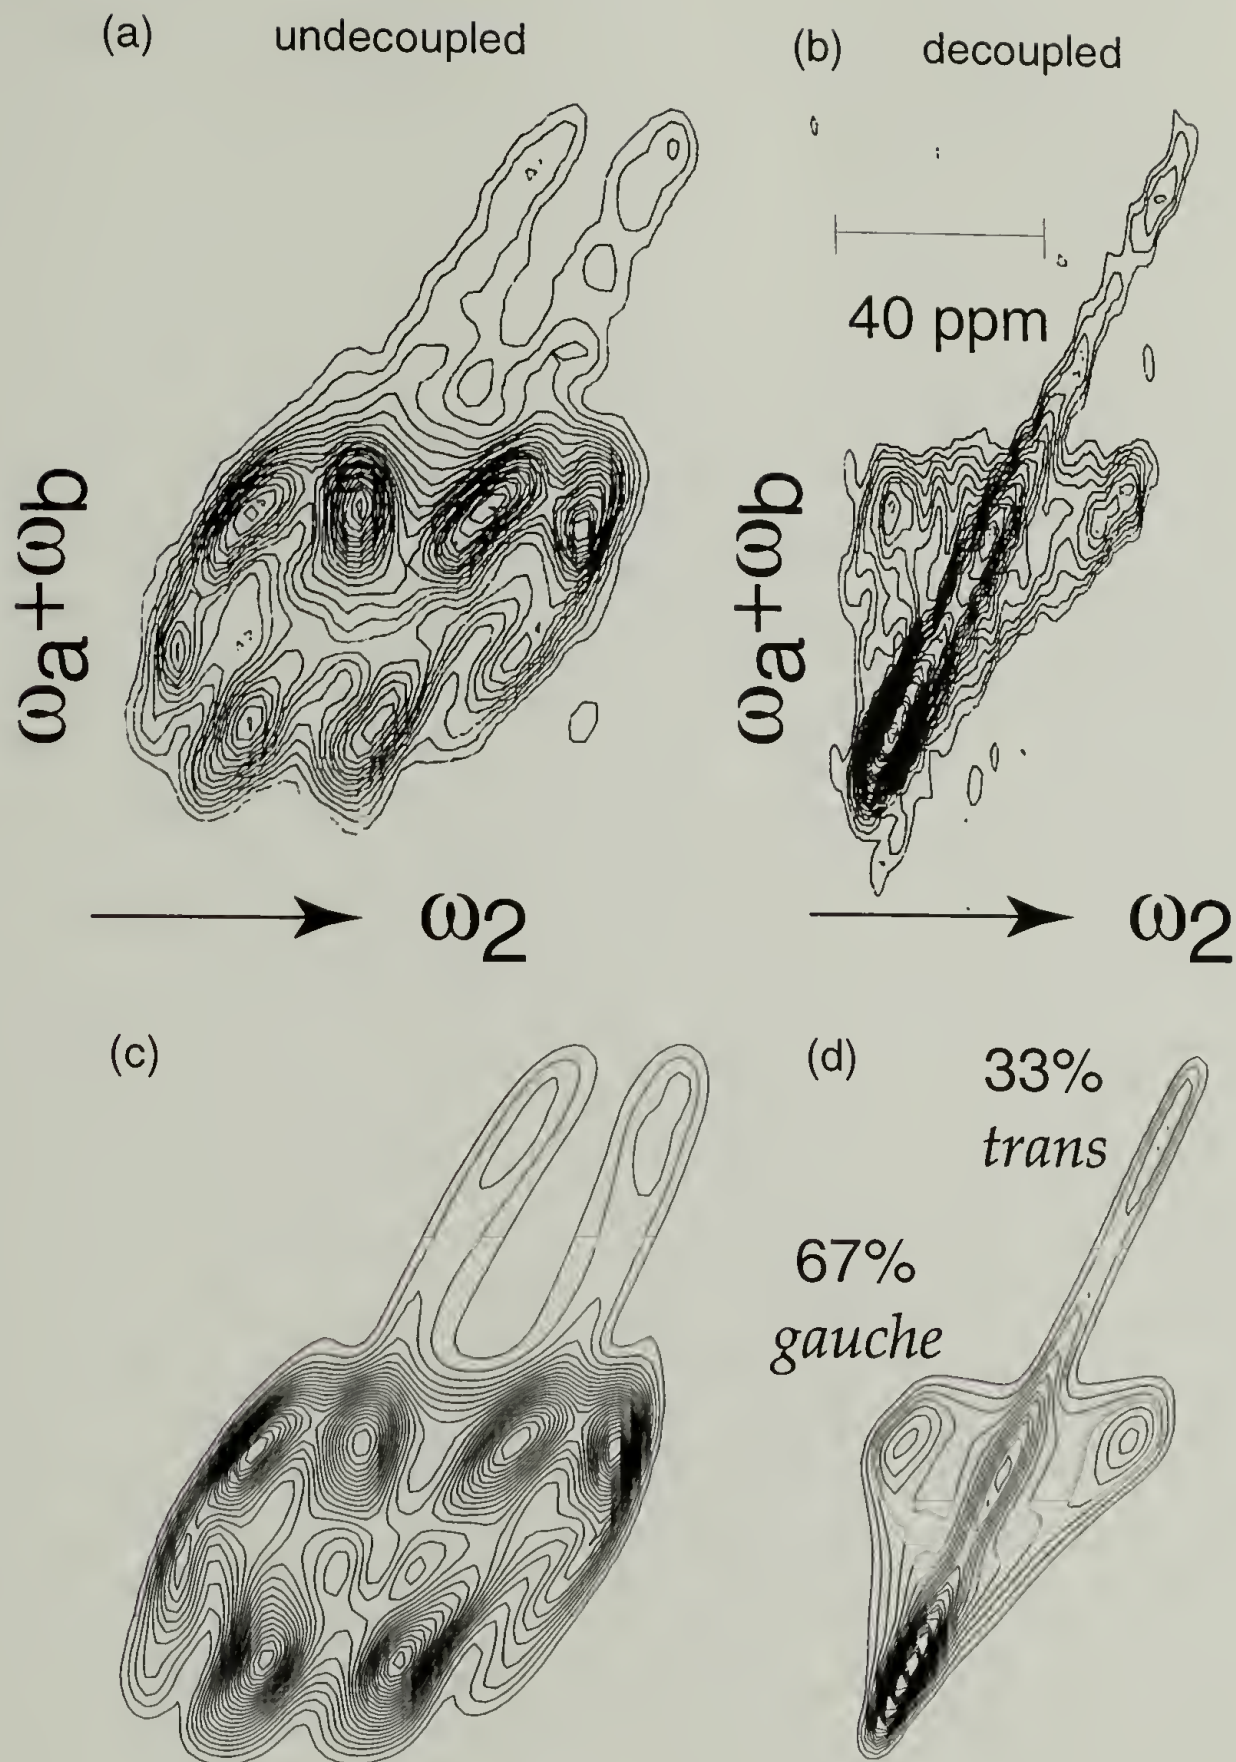 (a) undecoupled
(b) decoupled
40 ppm
ωa+ωb
ωa+ωb
ω2
ω2
(c)
(d) 33%
trans
67%
gauche